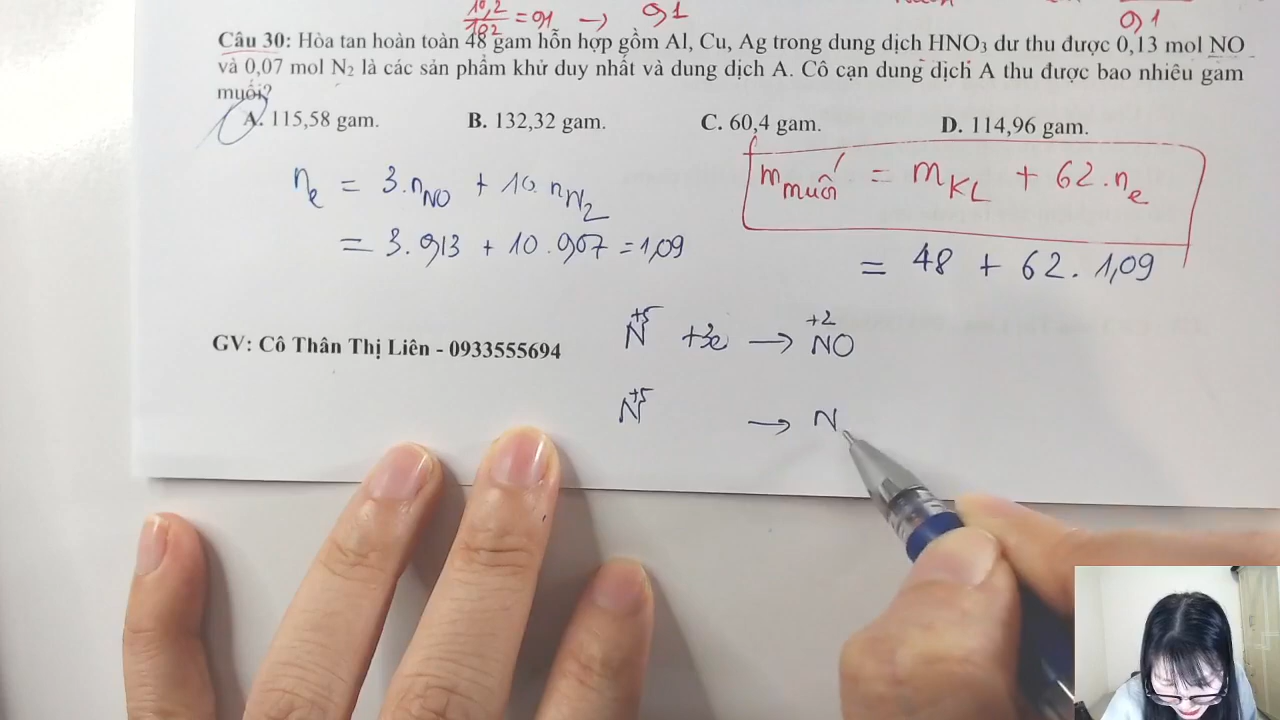 10,2/102 = 0,1 → 0,1
0,1
Câu 30: Hòa tan hoàn toàn 48 gam hỗn hợp gồm Al, Cu, Ag trong dung dịch HNO₃ dư thu được 0,13 mol NO
và 0,07 mol N₂ là các sản phẩm khử duy nhất và dung dịch A. Cô cạn dung dịch A thu được bao nhiêu gam
muối?
A. 115,58 gam. B. 132,32 gam. C. 60,4 gam. D. 114,96 gam.
nₑ = 3.n_NO + 10.n_N₂
= 3.0,13 + 10.0,07 = 1,09
m_muối = m_KL + 62.nₑ
= 48 + 62.1,09
N⁺⁵ +3e → N⁺²O
GV: Cô Thân Thị Liên - 0933555694
N⁺⁵ → N